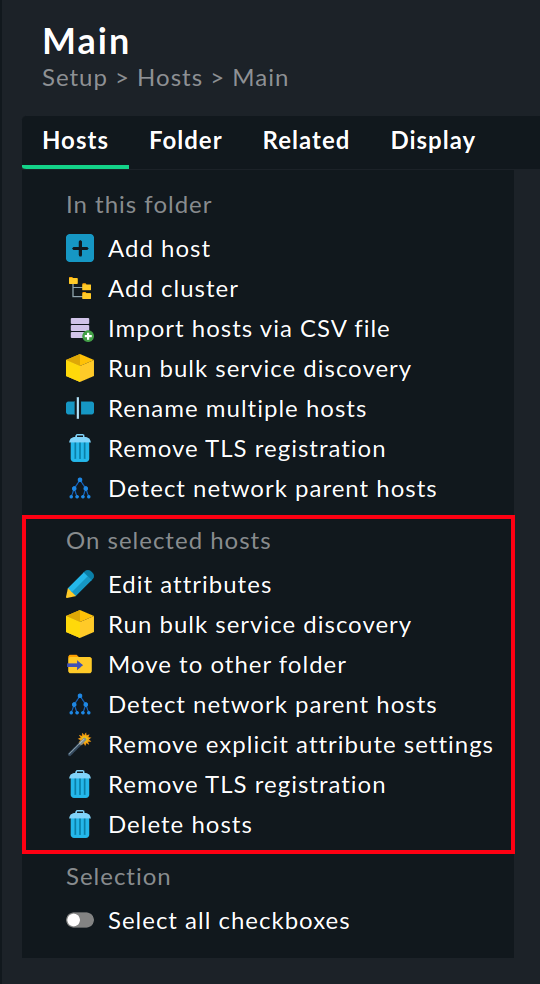 Main
Setup > Hosts > Main
Hosts Folder Related Display
In this folder
Add host
Add cluster
Import hosts via CSV file
Run bulk service discovery
Rename multiple hosts
Remove TLS registration
Detect network parent hosts
On selected hosts
Edit attributes
Run bulk service discovery
Move to other folder
Detect network parent hosts
Remove explicit attribute settings
Remove TLS registration
Delete hosts
Selection
Select all checkboxes